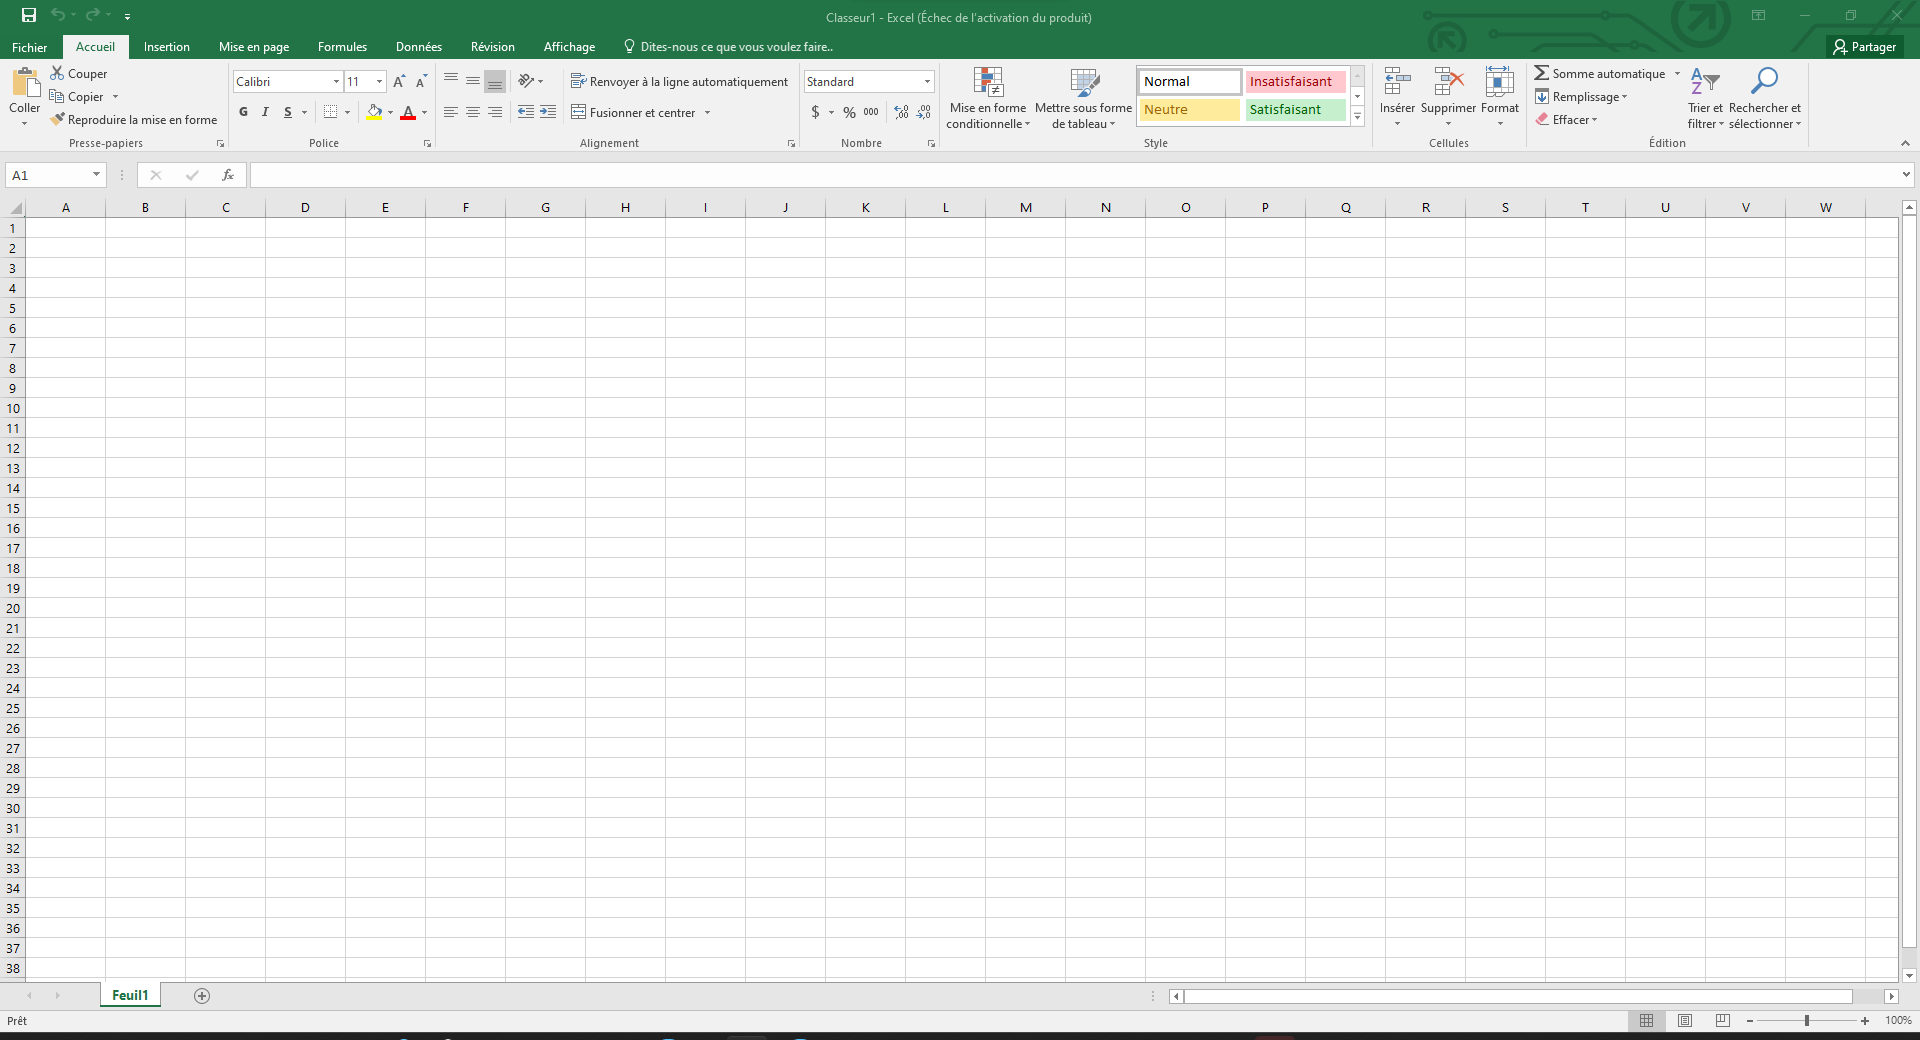 Classeur1 - Excel (Échec de l'activation du produit)
Fichier Accueil Insertion Mise en page Formules Données Révision Affichage Dites-nous ce que vous voulez faire.. Partager
Coller
Couper
Copier
Reproduire la mise en forme
Presse-papiers
Calibri 11
G I S
Police
Renvoyer à la ligne automatiquement
Fusionner et centrer
Alignement
Standard
$ % 000
Nombre
Mise en forme
conditionnelle
Mettre sous forme
de tableau
Normal Insatisfaisant
Neutre Satisfaisant
Style
Insérer Supprimer Format
Cellules
Somme automatique
Remplissage
Effacer
Trier et
filtrer
Rechercher et
sélectionner
Édition
A1 fx
A B C D E F G H I J K L M N O P Q R S T U V W
1
2
3
4
5
6
7
8
9
10
11
12
13
14
15
16
17
18
19
20
21
22
23
24
25
26
27
28
29
30
31
32
33
34
35
36
37
38
Feuil1
Prêt 100%